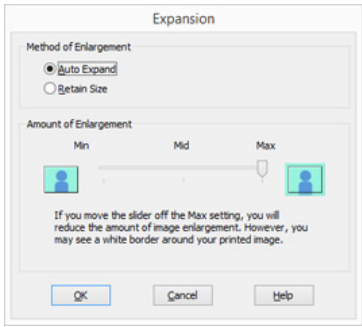 Expansion
Method of Enlargement
Auto Expand
Retain Size
Amount of Enlargement
Min Mid Max
If you move the slider off the Max setting, you will
reduce the amount of image enlargement. However, you
may see a white border around your printed image.
OK Cancel Help